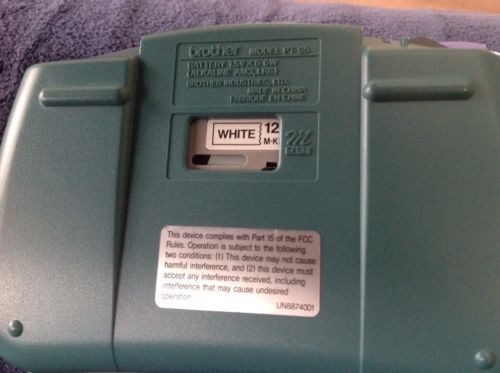 brother MODEL PT-65
BATTERY 1.5V X 6 6W
(ALKALINE AM3, LR6)
BROTHER INDUSTRIES, LTD.
MADE IN CHINA
FABRIQUE EN CHINE
WHITE 12
M-K
M
TAPE
This device complies with Part 15 of the FCC
Rules. Operation is subject to the following
two conditions: (1) This device may not cause
harmful interference, and (2) this device must
accept any interference received, including
interference that may cause undesired
operation.
UN8874001